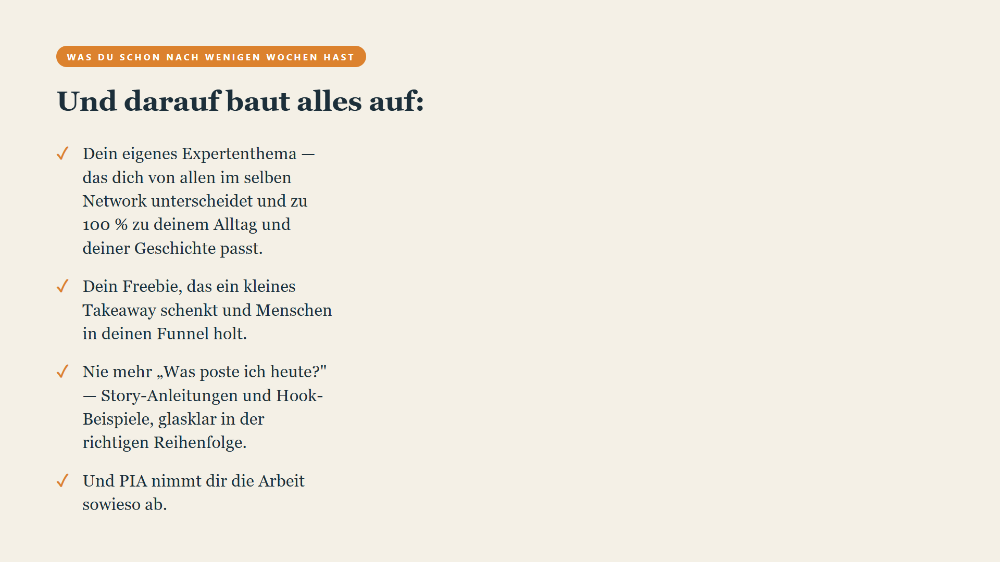 WAS DU SCHON NACH WENIGEN WOCHEN HAST
Und darauf baut alles auf:
✓ Dein eigenes Expertenthema —
das dich von allen im selben
Network unterscheidet und zu
100 % zu deinem Alltag und
deiner Geschichte passt.
✓ Dein Freebie, das ein kleines
Takeaway schenkt und Menschen
in deinen Funnel holt.
✓ Nie mehr „Was poste ich heute?"
— Story-Anleitungen und Hook-
Beispiele, glasklar in der
richtigen Reihenfolge.
✓ Und PIA nimmt dir die Arbeit
sowieso ab.